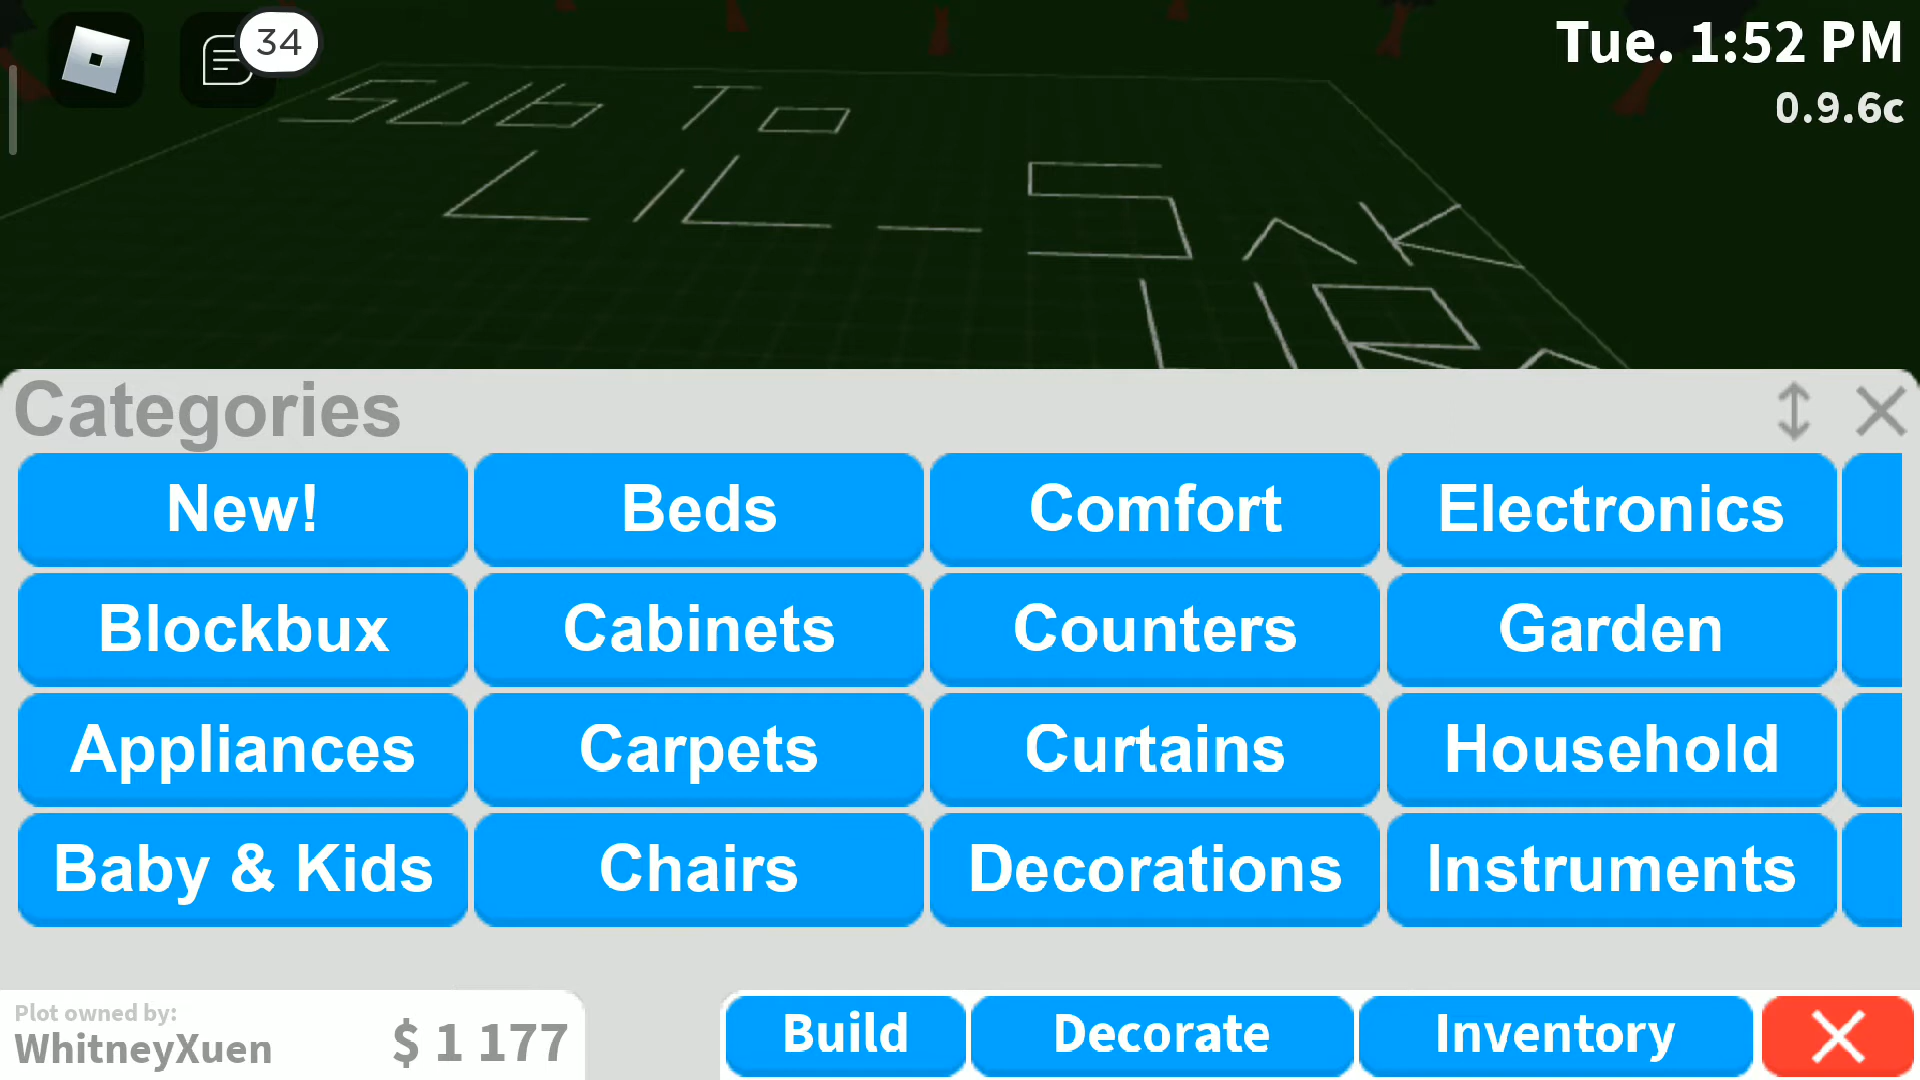 34
Tue. 1:52 PM
0.9.6c
SUb To
LIL_S
Categories
New!
Beds
Comfort
Electronics
Blockbux
Cabinets
Counters
Garden
Appliances
Carpets
Curtains
Household
Baby & Kids
Chairs
Decorations
Instruments
Plot owned by:
WhitneyXuen
$ 1 177
Build
Decorate
Inventory